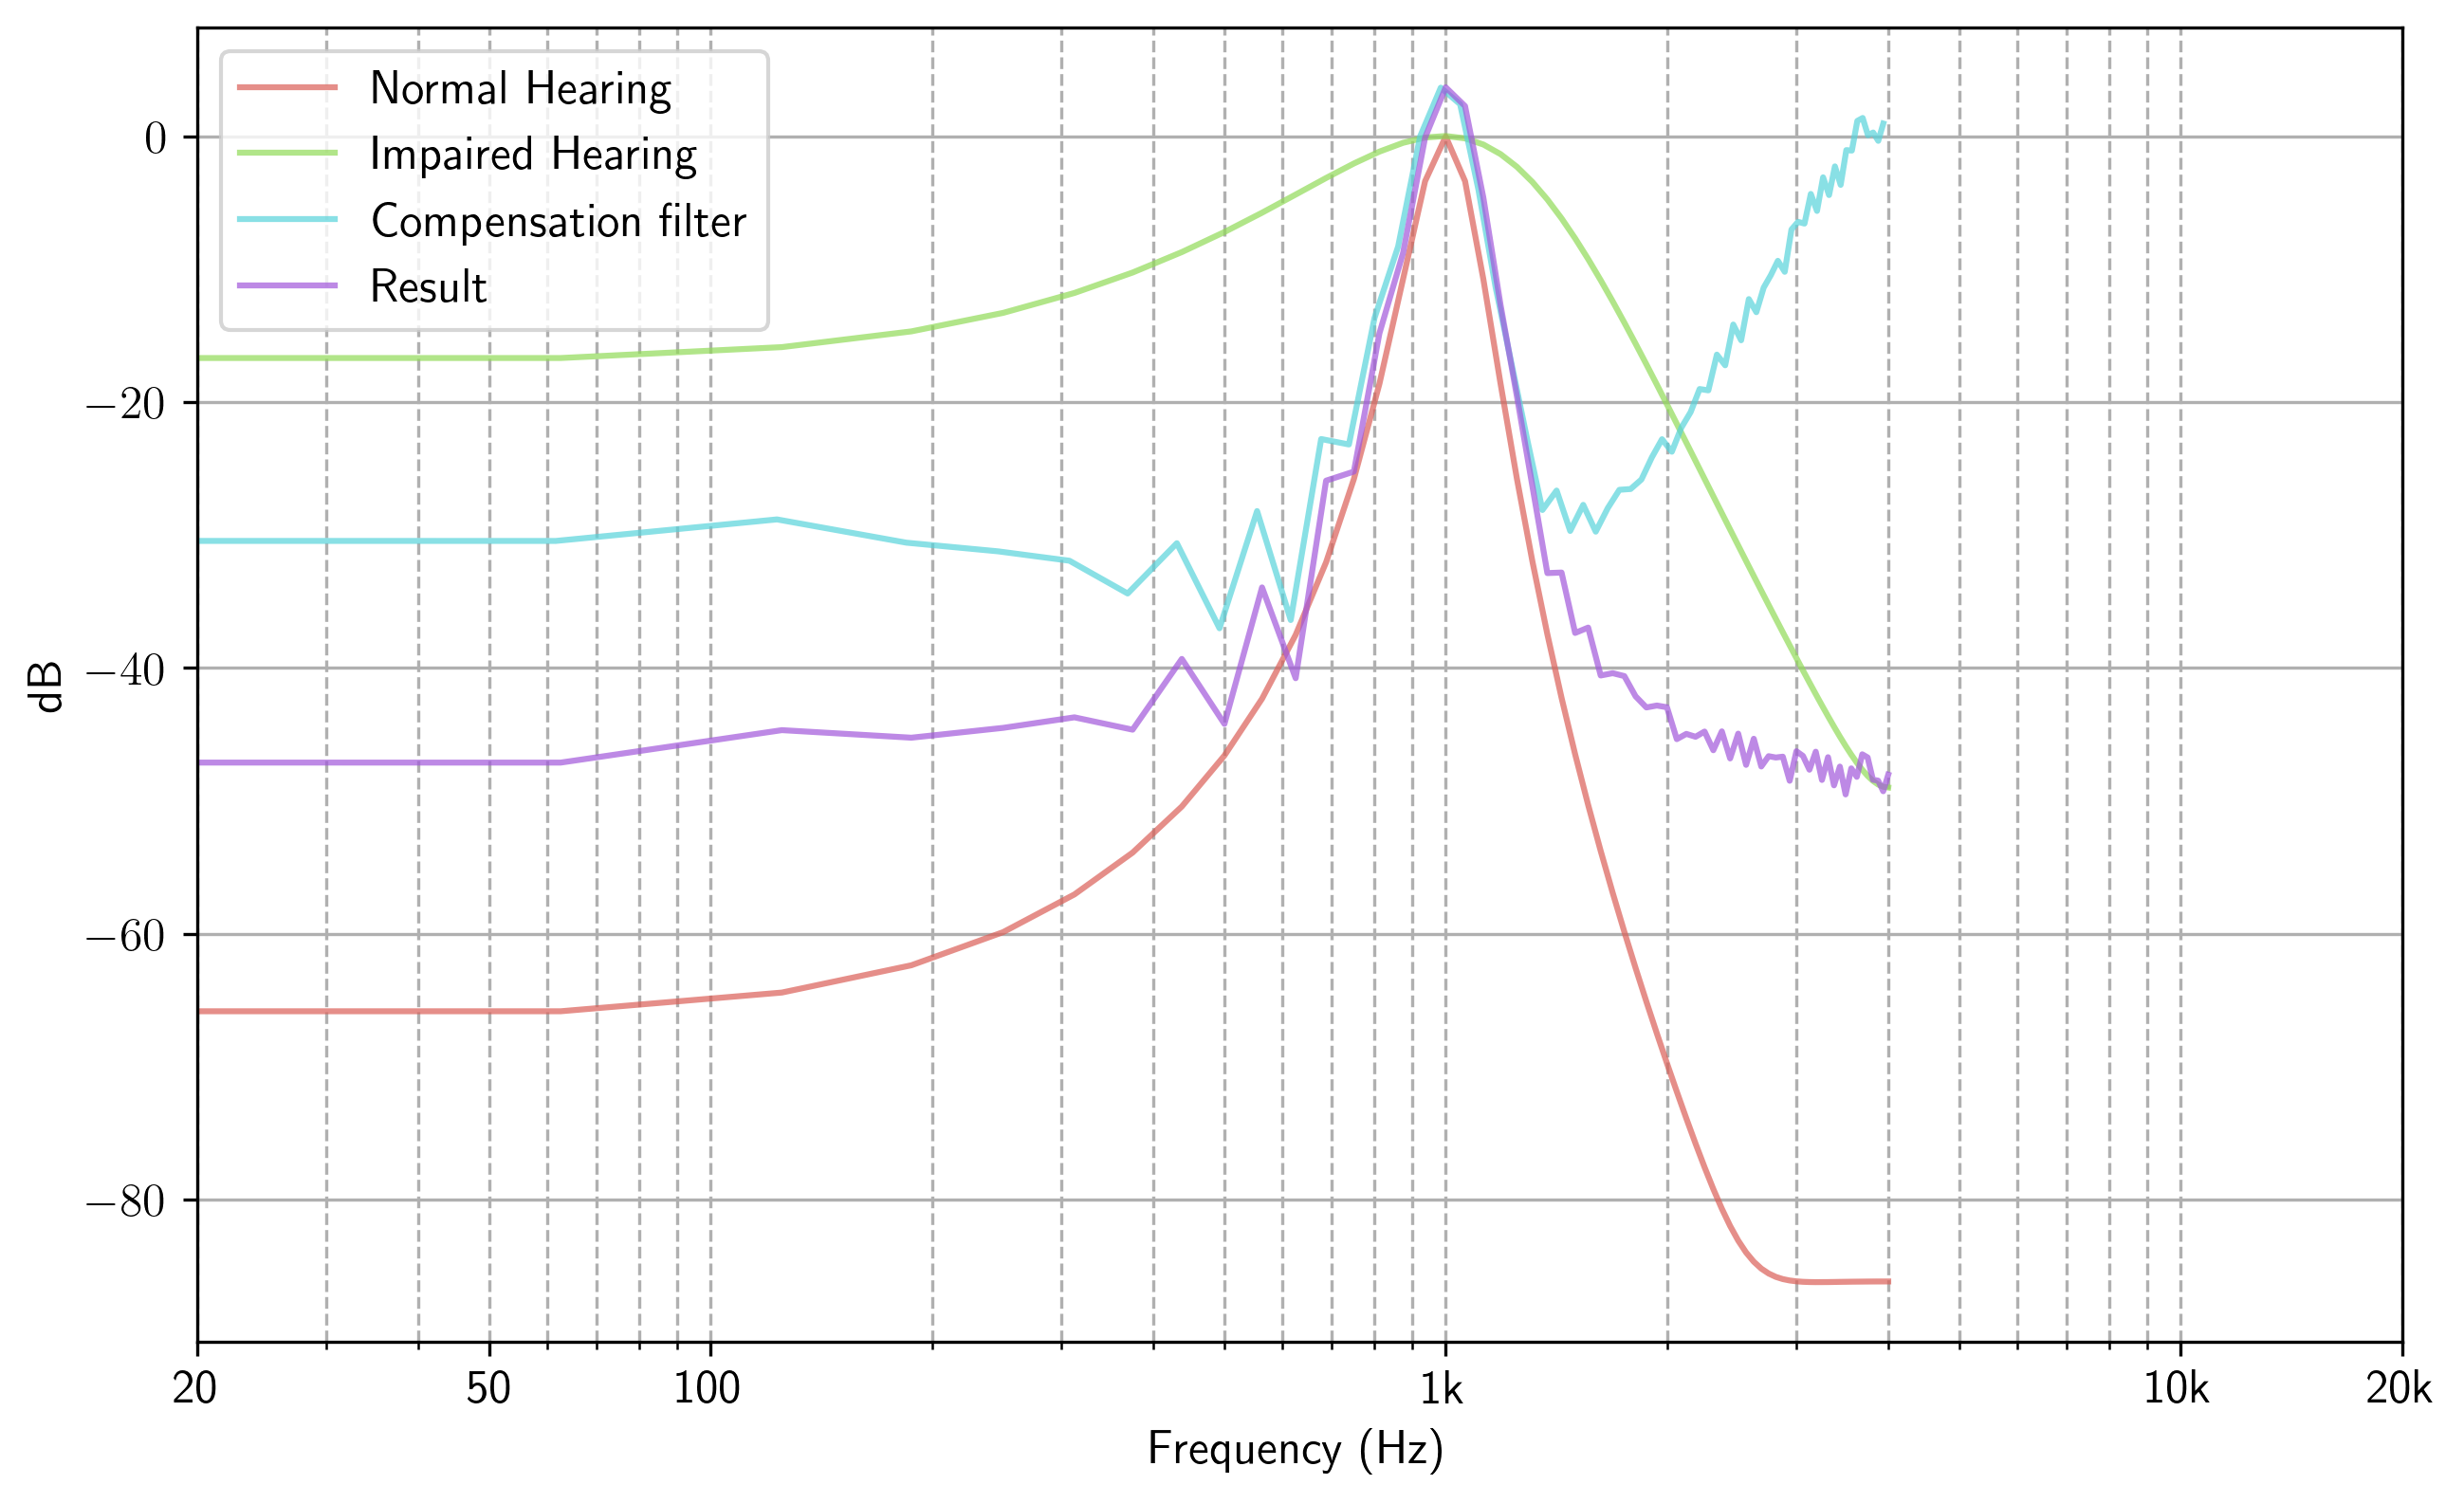 Normal Hearing
Impaired Hearing
Compensation filter
Result
0
−20
−40
−60
−80
dB
20 50 100 1k 10k 20k
Frequency (Hz)